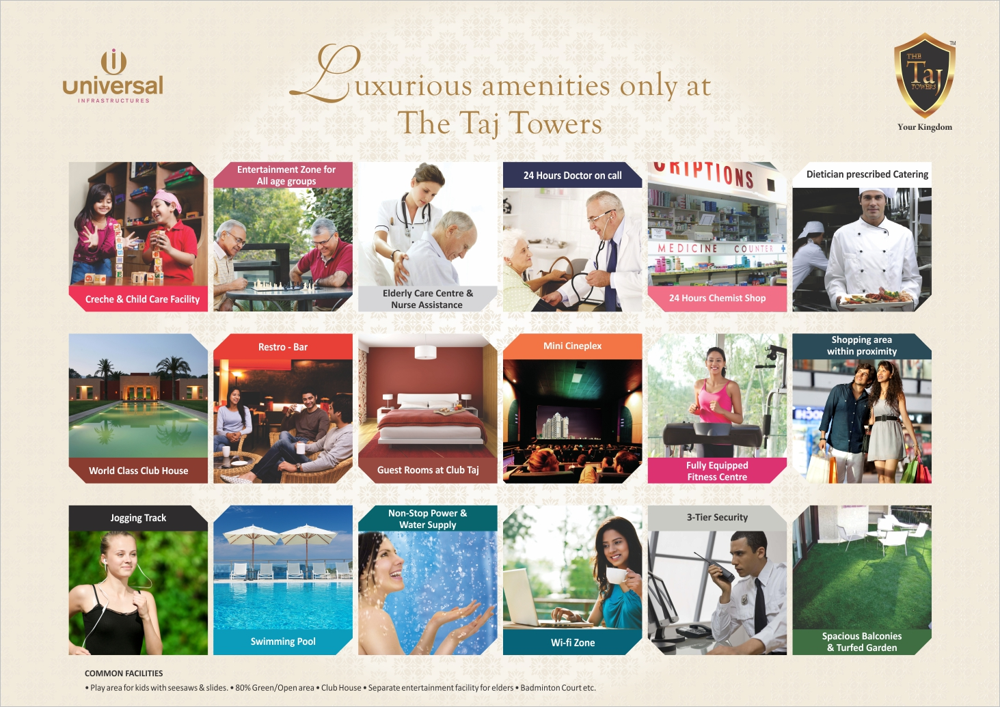 universal
INFRASTRUCTURES
Luxurious amenities only at
The Taj Towers
TM
THE
Taj
TOWERS
Your Kingdom
Creche & Child Care Facility
Entertainment Zone for
All age groups
Elderly Care Centre &
Nurse Assistance
24 Hours Doctor on call
CRIPTIONS
MEDICINE COUNTER
24 Hours Chemist Shop
Dietician prescribed Catering
World Class Club House
Restro - Bar
Guest Rooms at Club Taj
Mini Cineplex
Fully Equipped
Fitness Centre
Shopping area
within proximity
Jogging Track
Swimming Pool
Non-Stop Power &
Water Supply
Wi-fi Zone
3-Tier Security
Spacious Balconies
& Turfed Garden
COMMON FACILITIES
• Play area for kids with seesaws & slides. • 80% Green/Open area • Club House • Separate entertainment facility for elders • Badminton Court etc.